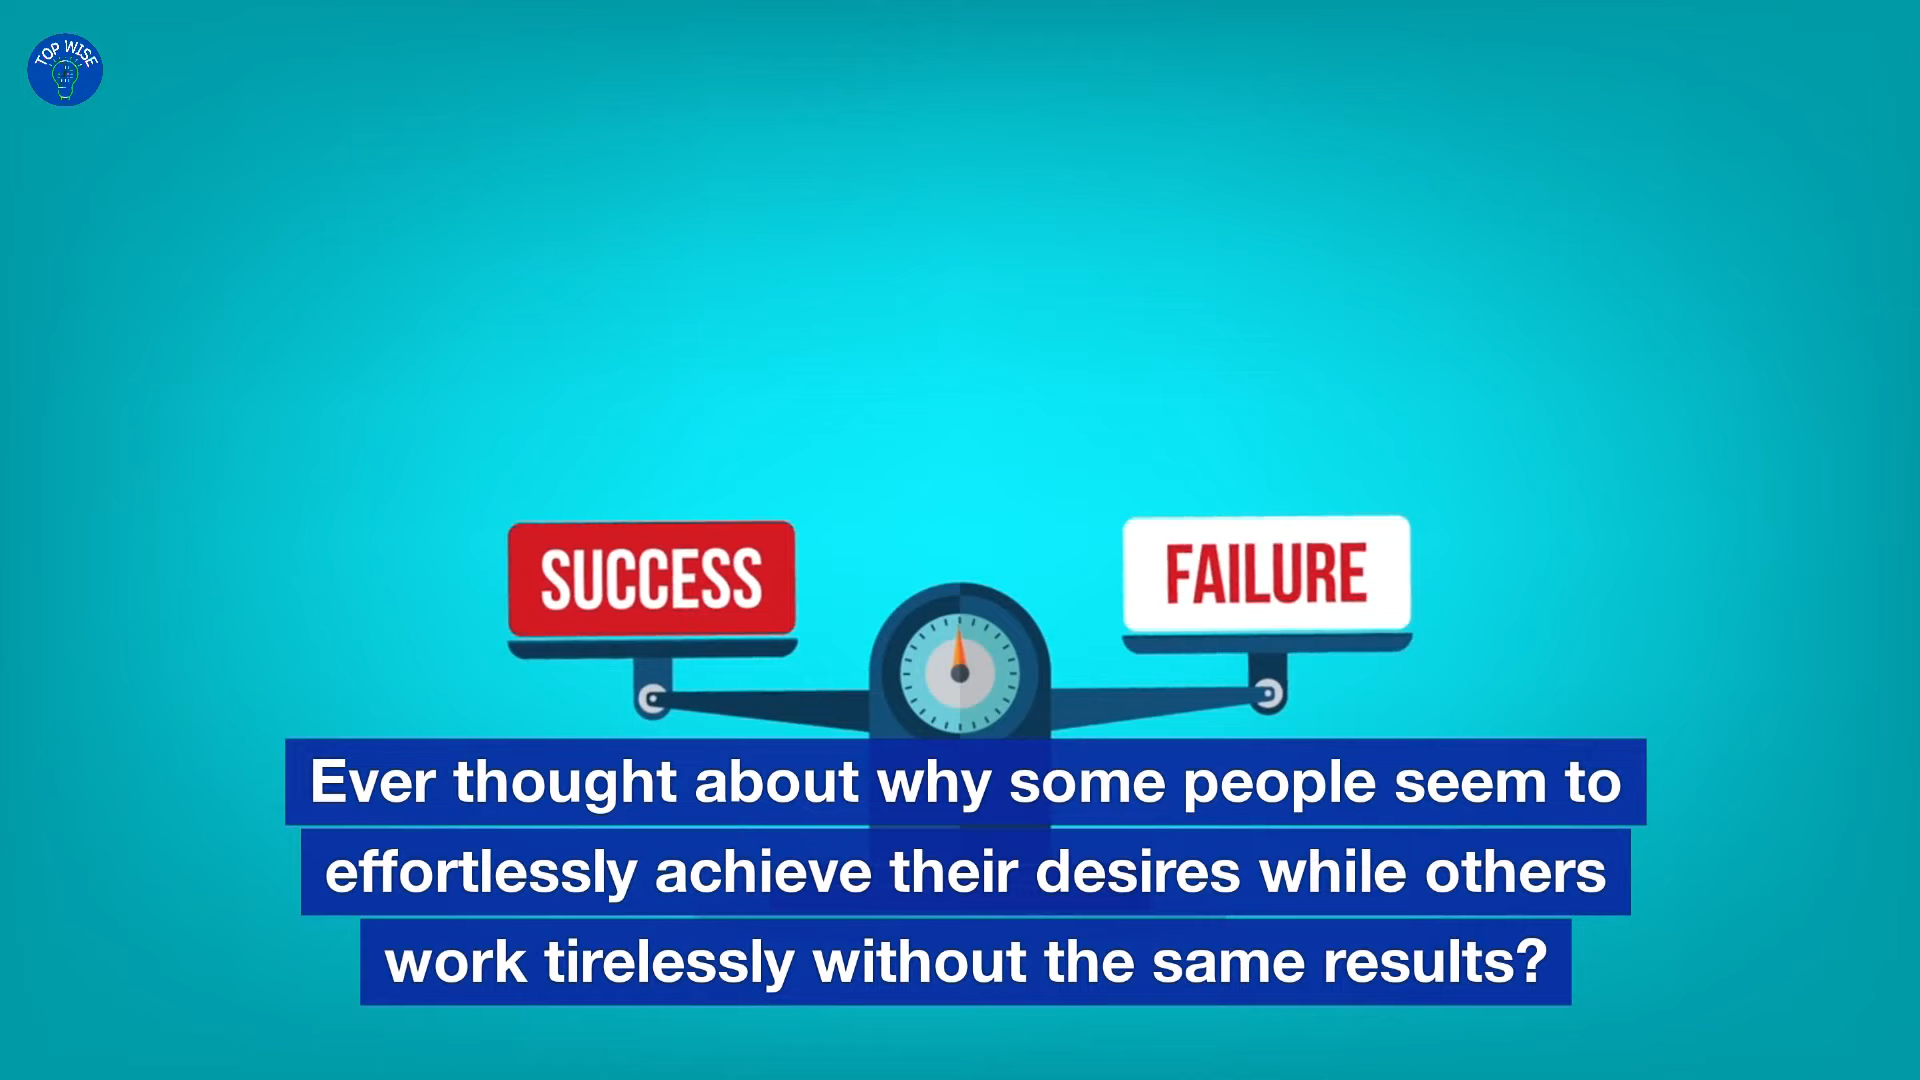 TOP WISE
SUCCESS
FAILURE
Ever thought about why some people seem to
effortlessly achieve their desires while others
work tirelessly without the same results?